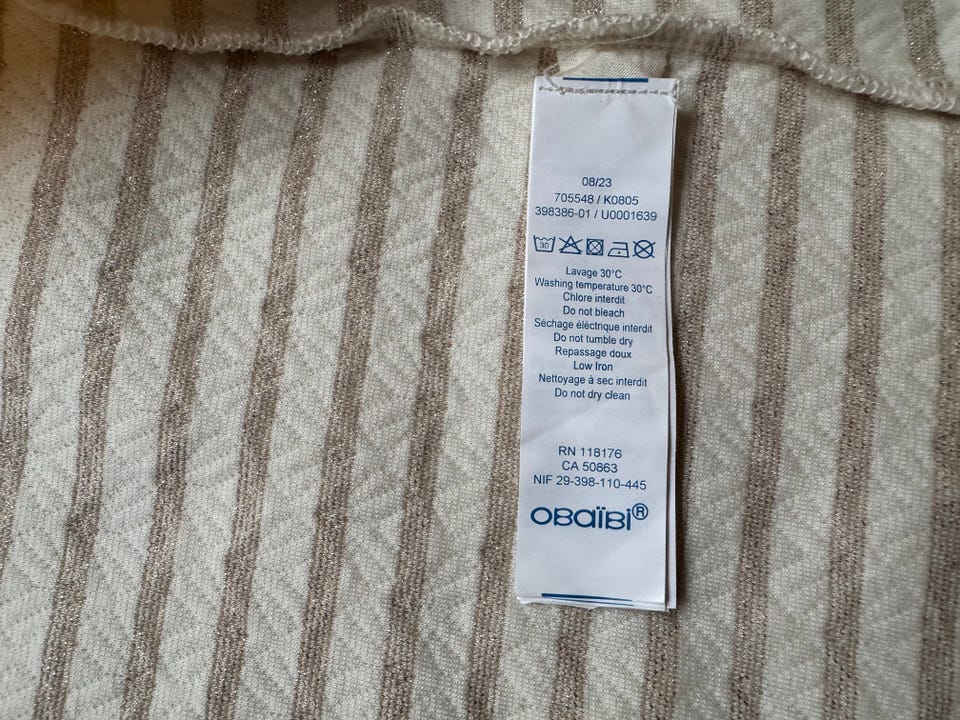 08/23
705548 / K0805
398386-01 / U0001639
30
Lavage 30°C
Washing temperature 30°C
Chlore interdit
Do not bleach
Séchage éléctrique interdit
Do not tumble dry
Repassage doux
Low Iron
Nettoyage à sec interdit
Do not dry clean
RN 118176
CA 50863
NIF 29-398-110-445
OBaïBi®